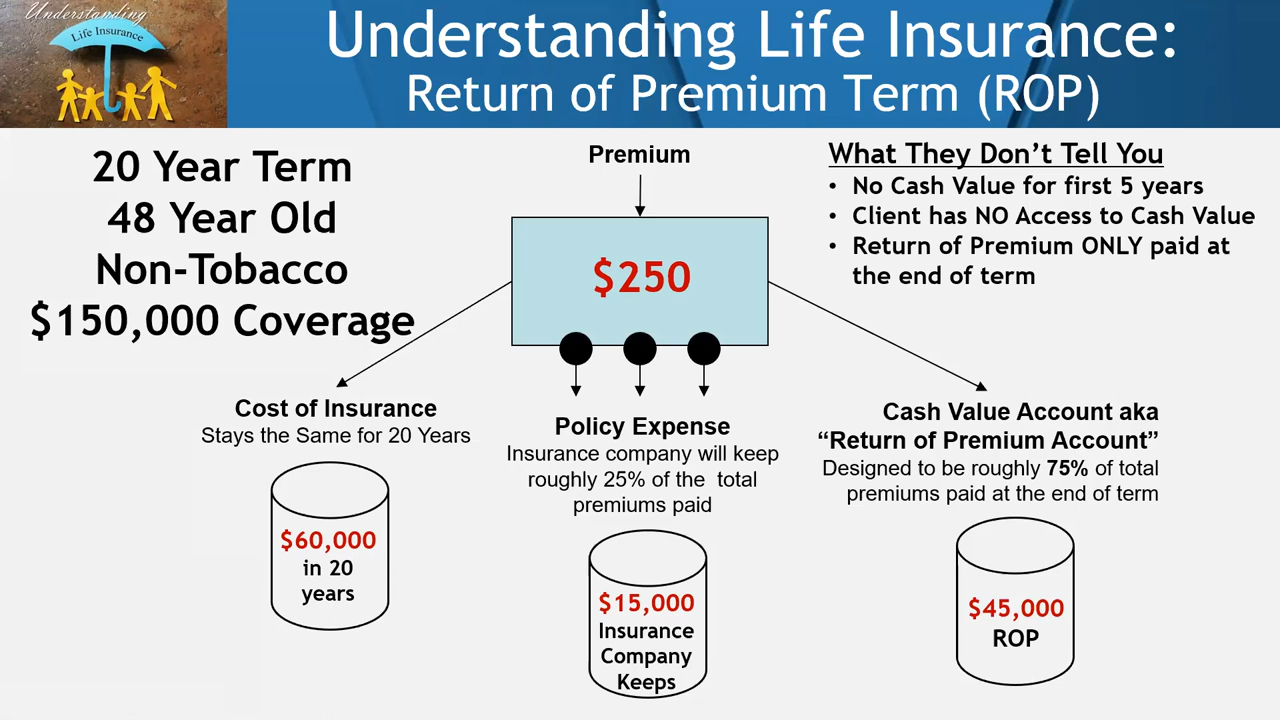 Understanding
Life Insurance
Understanding Life Insurance:
Return of Premium Term (ROP)
20 Year Term
48 Year Old
Non-Tobacco
$150,000 Coverage
Premium
$250
What They Don’t Tell You
• No Cash Value for first 5 years
• Client has NO Access to Cash Value
• Return of Premium ONLY paid at
the end of term
Cost of Insurance
Stays the Same for 20 Years
$60,000
in 20
years
Policy Expense
Insurance company will keep
roughly 25% of the total
premiums paid
$15,000
Insurance
Company
Keeps
Cash Value Account aka
“Return of Premium Account”
Designed to be roughly 75% of total
premiums paid at the end of term
$45,000
ROP